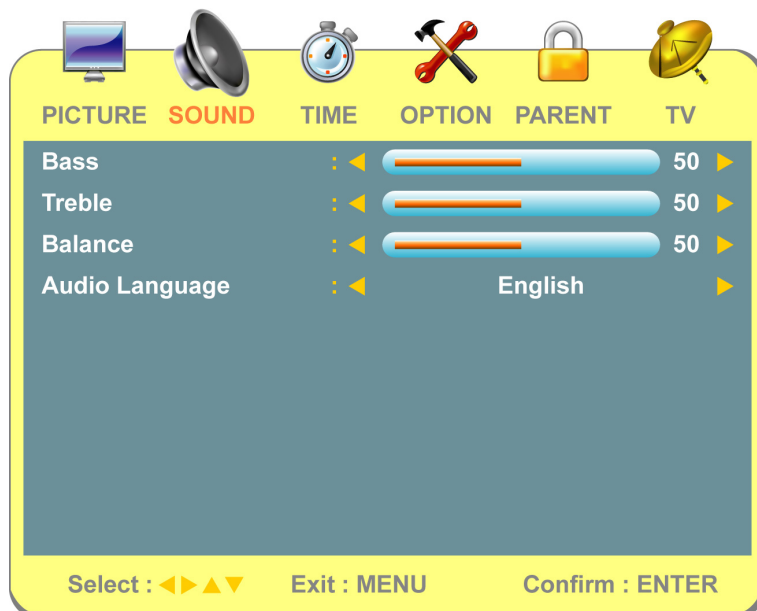 PICTURE SOUND TIME OPTION PARENT TV
Bass : 50
Treble : 50
Balance : 50
Audio Language : English
Select : Exit : MENU Confirm : ENTER